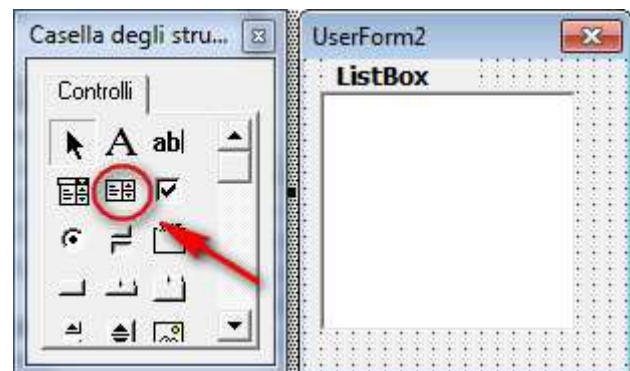 Casella degli stru...
Controlli
A ab|
UserForm2
ListBox